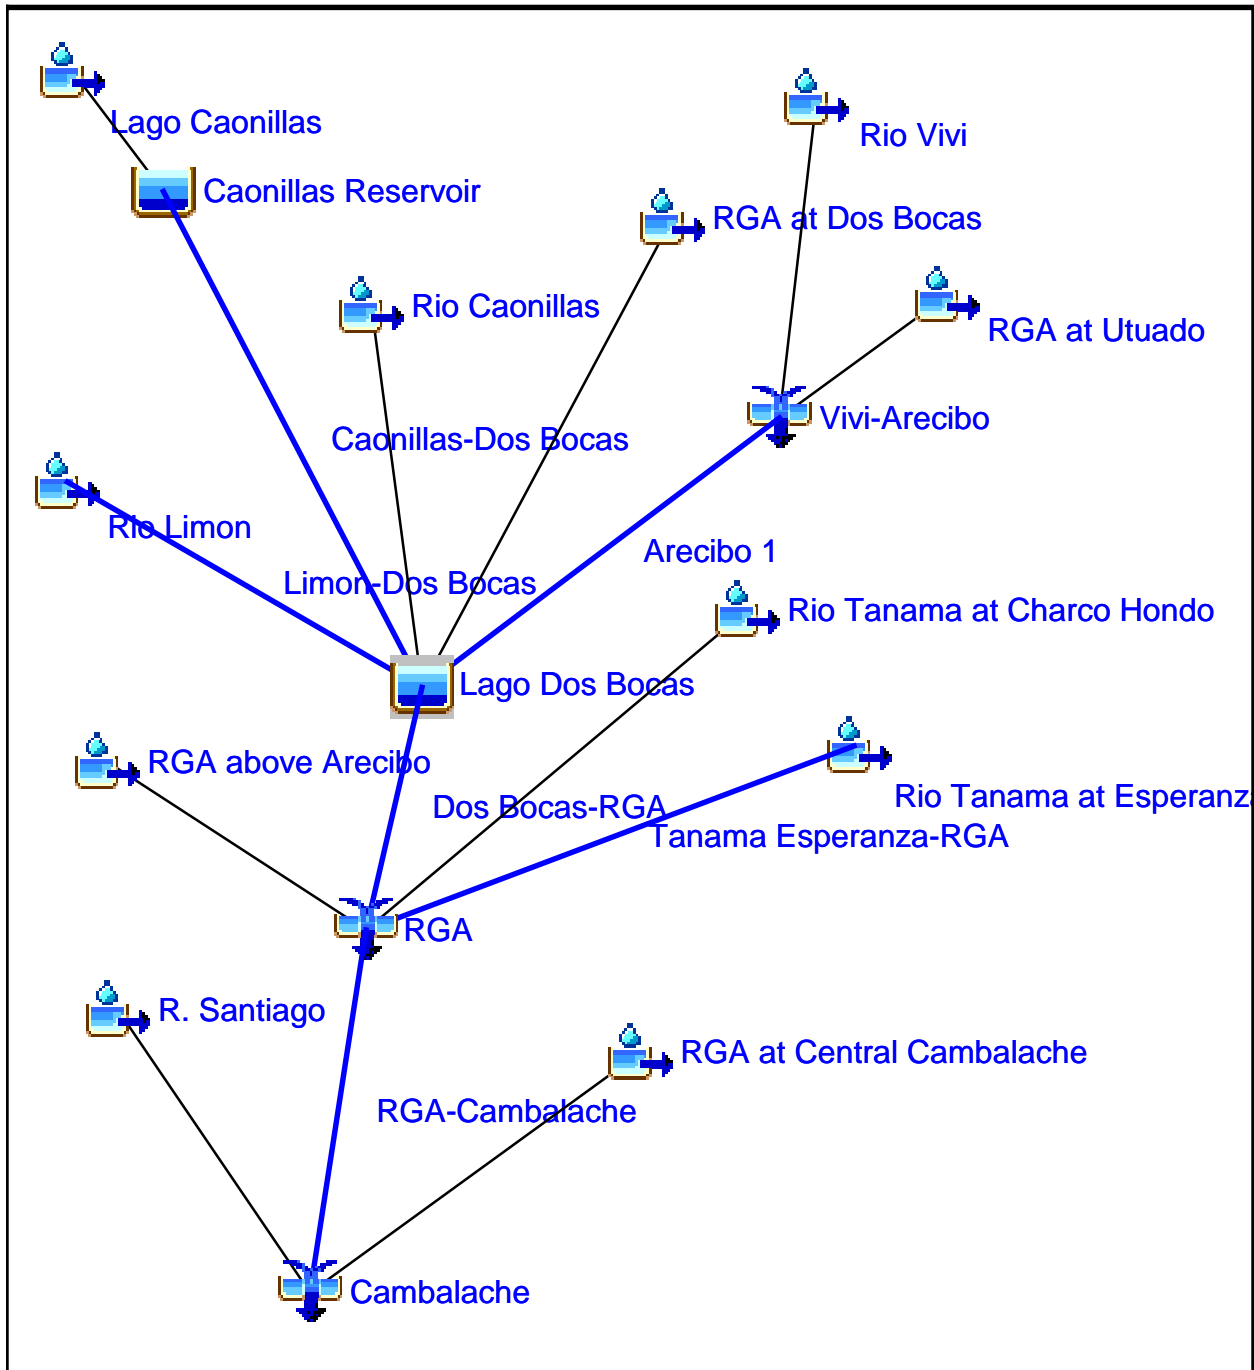 Lago Caonillas
Rio Vivi
Caonillas Reservoir
RGA at Dos Bocas
Rio Caonillas
RGA at Utuado
Vivi-Arecibo
Caonillas-Dos Bocas
Rio Limon
Arecibo 1
Limon-Dos Bocas
Rio Tanama at Charco Hondo
Lago Dos Bocas
RGA above Arecibo
Rio Tanama at Esperanz
Dos Bocas-RGA
Tanama Esperanza-RGA
RGA
R. Santiago
RGA at Central Cambalache
RGA-Cambalache
Cambalache